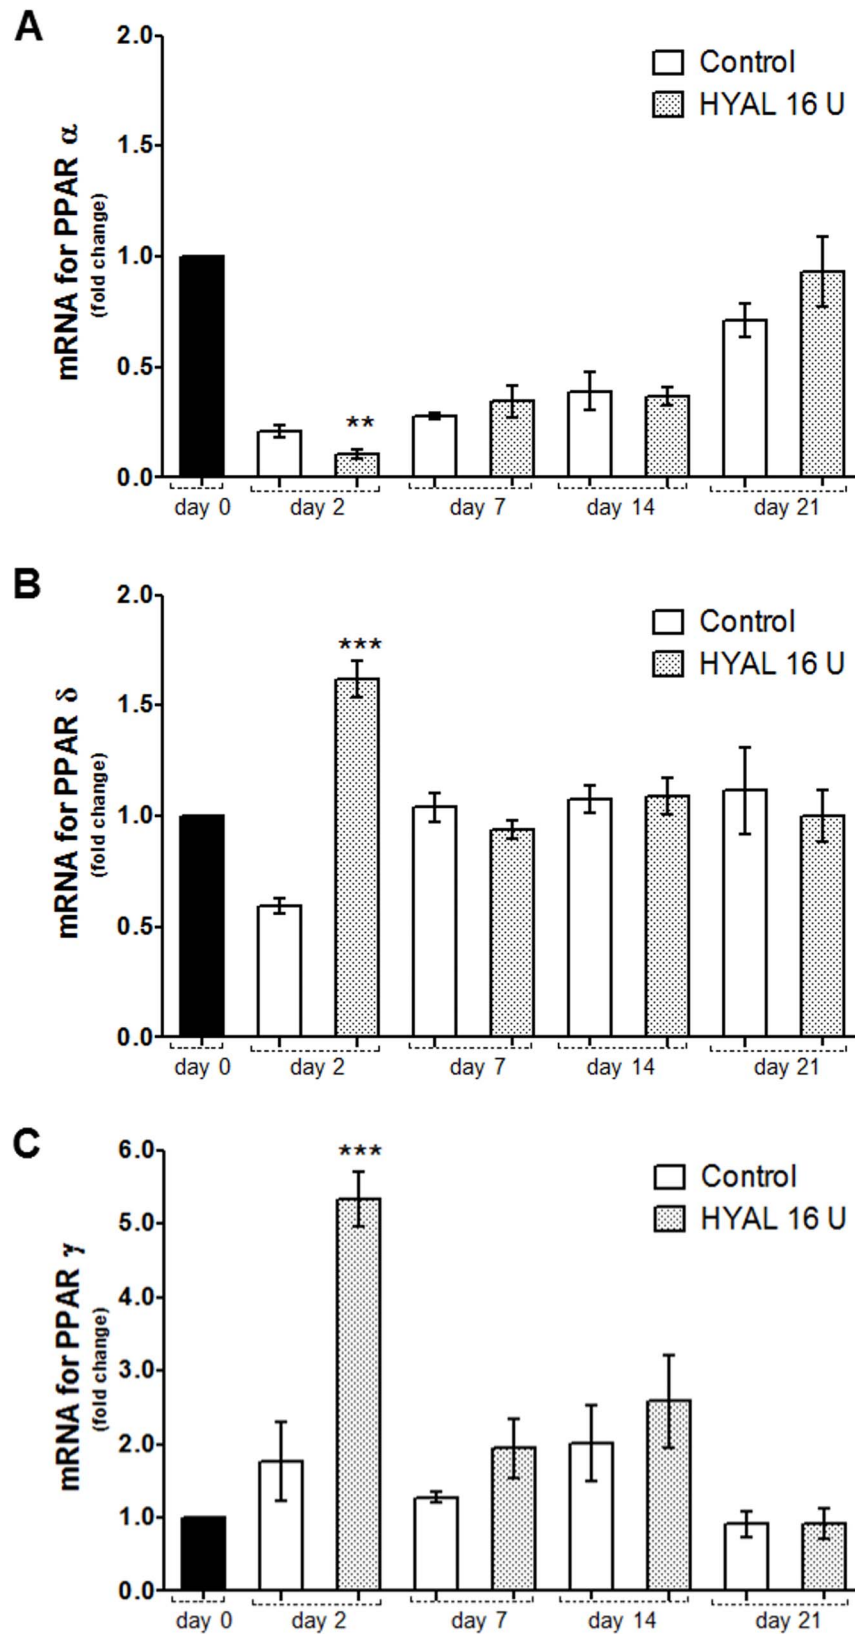 A
mRNA for PPAR α
(fold change)
2.0
1.5
1.0
0.5
0.0
Control
HYAL 16 U
**
day 0 day 2 day 7 day 14 day 21
B
mRNA for PPAR δ
(fold change)
2.0
1.5
1.0
0.5
0.0
Control
HYAL 16 U
***
day 0 day 2 day 7 day 14 day 21
C
mRNA for PPAR γ
(fold change)
6.0
5.0
4.0
3.0
2.0
1.0
0.0
Control
HYAL 16 U
***
day 0 day 2 day 7 day 14 day 21